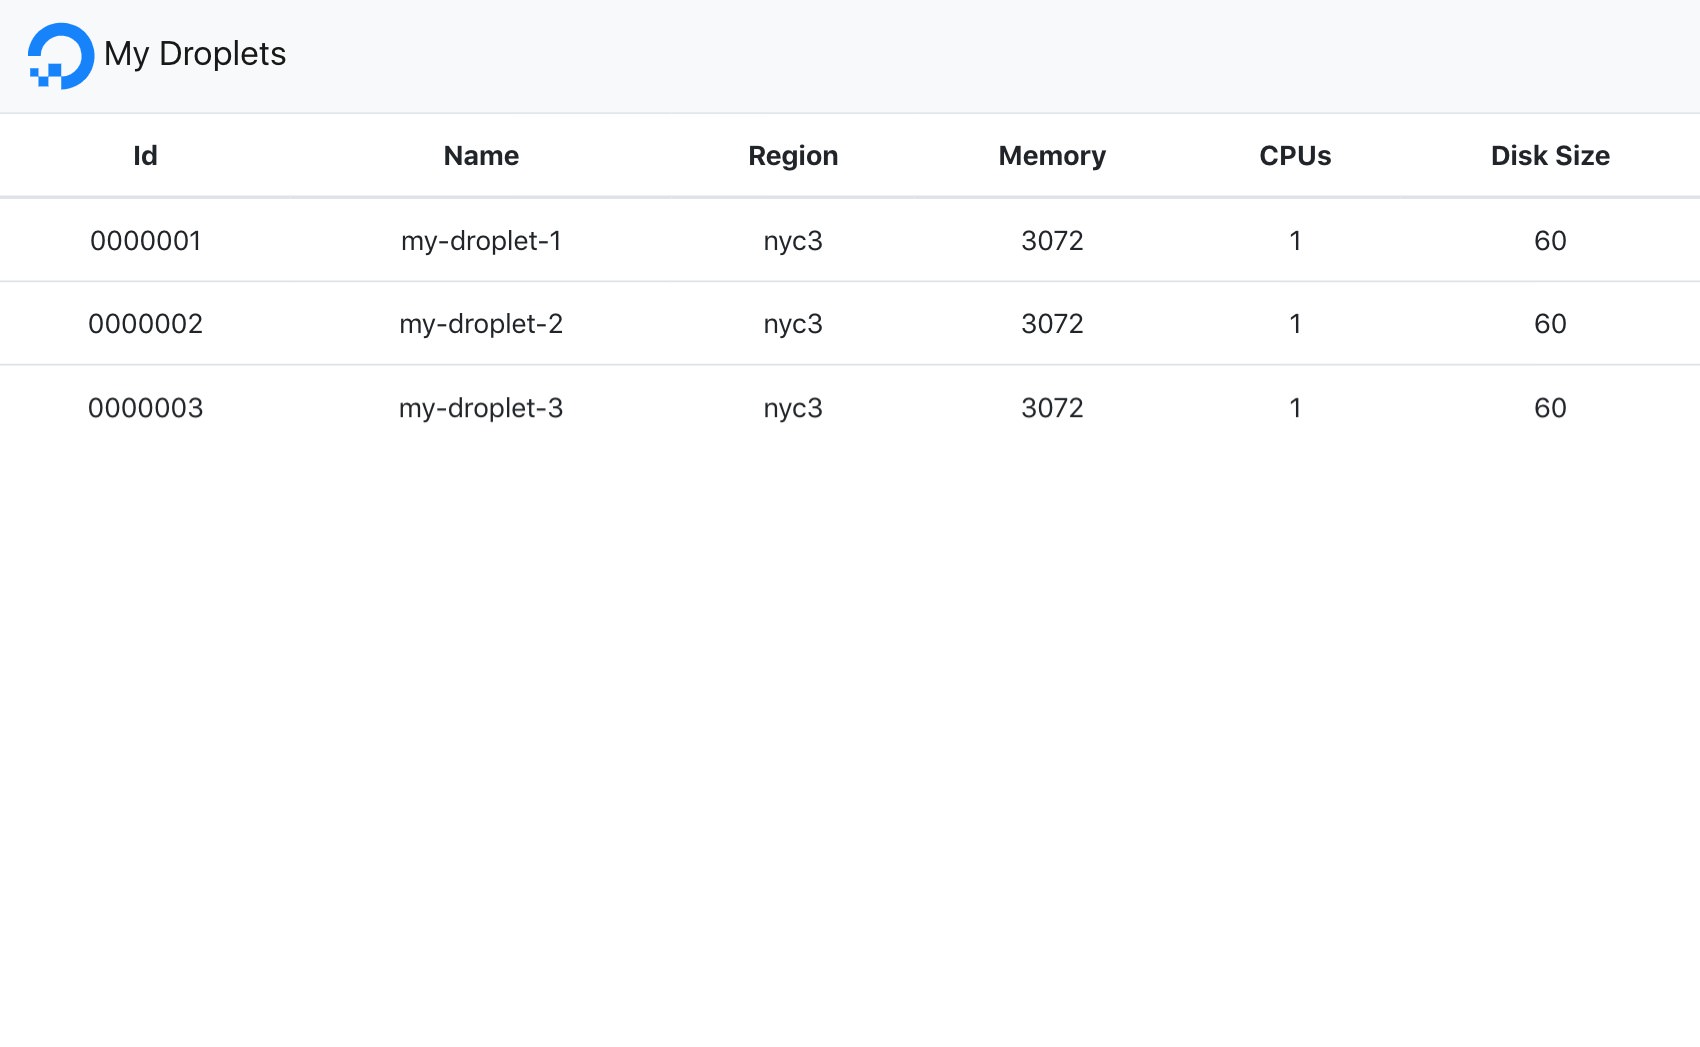 My Droplets
Id Name Region Memory CPUs Disk Size
0000001 my-droplet-1 nyc3 3072 1 60
0000002 my-droplet-2 nyc3 3072 1 60
0000003 my-droplet-3 nyc3 3072 1 60